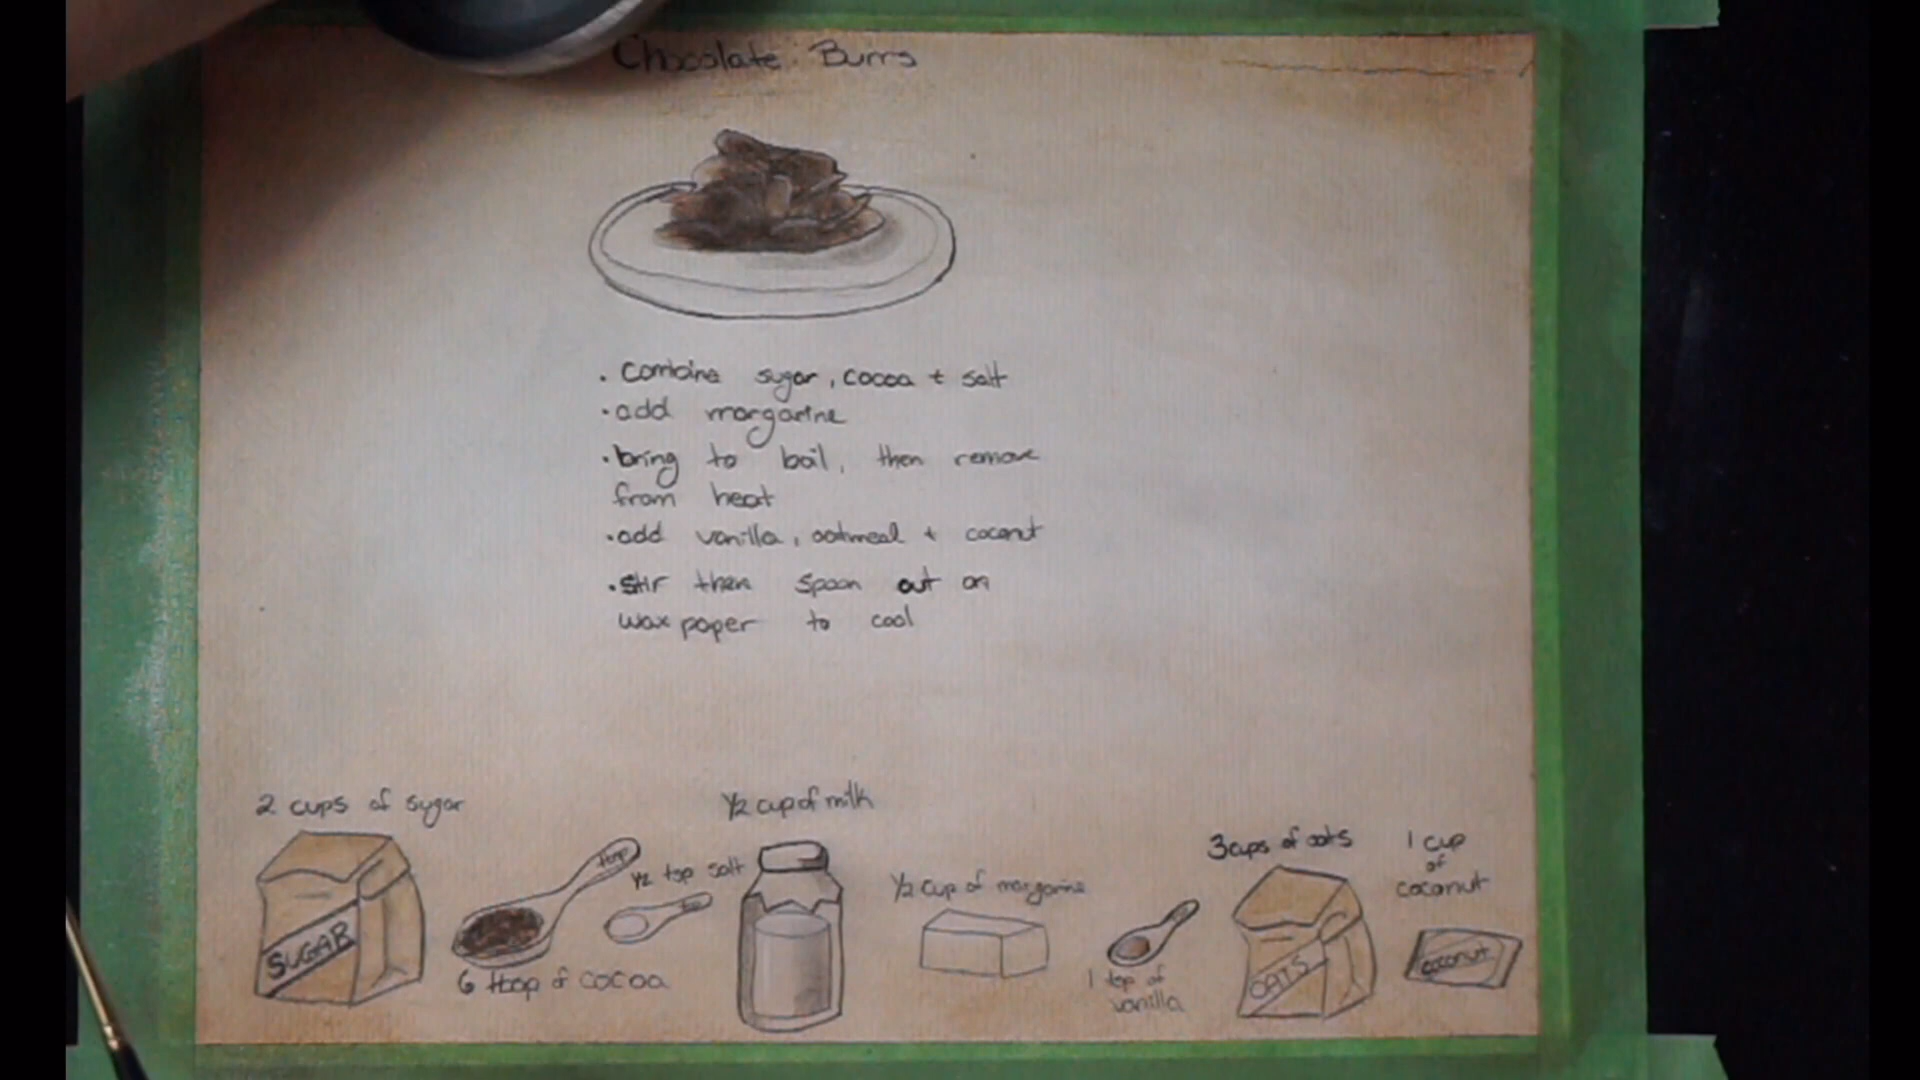 Chocolate Burrs
• Combine sugar, cocoa + salt
• add margarine
• bring to boil, then remove
from heat
• add vanilla, oatmeal + coconut
• stir then spoon out on
wax paper to cool
2 cups of sugar
SUGAR
tbsp
6 tbsp of cocoa
1/2 tsp salt
1/2 cup of milk
1/2 cup of margarine
1 tsp of
vanilla
3 cups of oats
OATS
1 cup
of
coconut
coconut